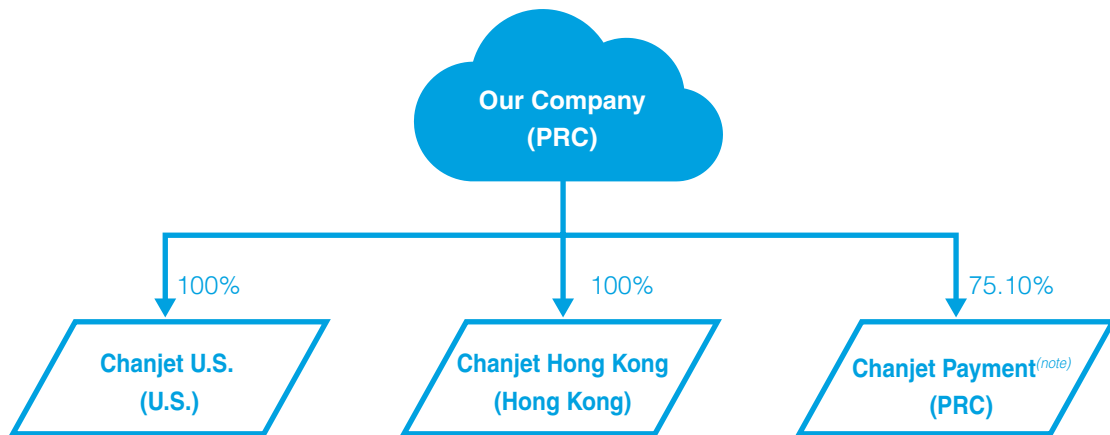 Our Company
(PRC)
100%
100%
75.10%
Chanjet U.S.
(U.S.)
Chanjet Hong Kong
(Hong Kong)
Chanjet Payment(note)
(PRC)